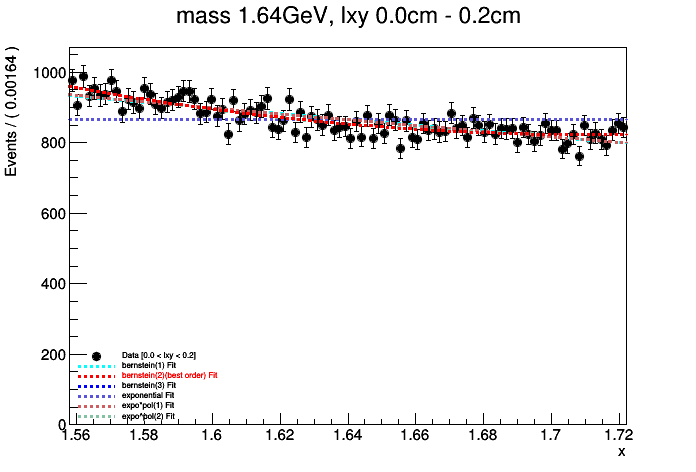 mass 1.64GeV, lxy 0.0cm - 0.2cm
Events / ( 0.00164 )
1000
800
600
400
200
0
Data [0.0 < lxy < 0.2]
bernstein(1) Fit
bernstein(2)(best order) Fit
bernstein(3) Fit
exponential Fit
expo*pol(1) Fit
expo*pol(2) Fit
1.56 1.58 1.6 1.62 1.64 1.66 1.68 1.7 1.72
x